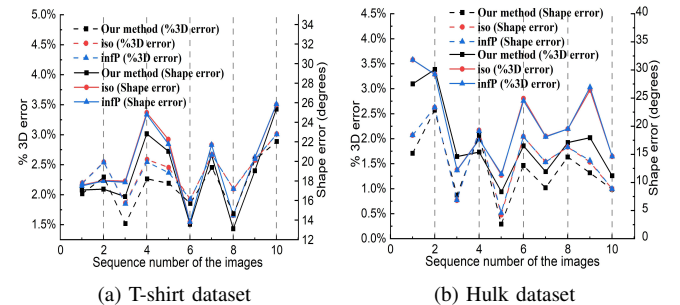 5.0%
4.5%
4.0%
3.5%
3.0%
2.5%
2.0%
1.5%
% 3D error
Our method (%3D error)
iso (%3D error)
infP (%3D error)
Our method (Shape error)
iso (Shape error)
infP (Shape error)
34
32
30
28
26
24
22
20
18
16
14
12
Shape error (degrees)
0 2 4 6 8 10
Sequence number of the images
(a) T-shirt dataset
4.5%
4.0%
3.5%
3.0%
2.5%
2.0%
1.5%
1.0%
0.5%
0.0%
% 3D error
Our method (Shape error)
iso (Shape error)
infP (Shape error)
Our method (%3D error)
iso (%3D error)
infP (%3D error)
40
35
30
25
20
15
10
5
0
Shape error (degrees)
0 2 4 6 8 10
Sequence number of the images
(b) Hulk dataset